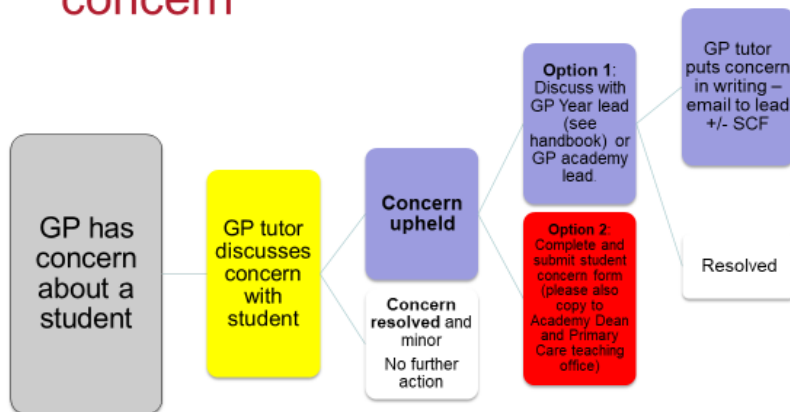 concern
GP has
concern
about a
student
GP tutor
discusses
concern
with
student
Concern
upheld
Concern
resolved and
minor
No further
action
Option 1:
Discuss with
GP Year lead
(see
handbook) or
GP academy
lead.
Option 2:
Complete and
submit student
concern form
(please also
copy to
Academy Dean
and Primary
Care teaching
office)
GP tutor
puts concern
in writing –
email to lead
+/- SCF
Resolved